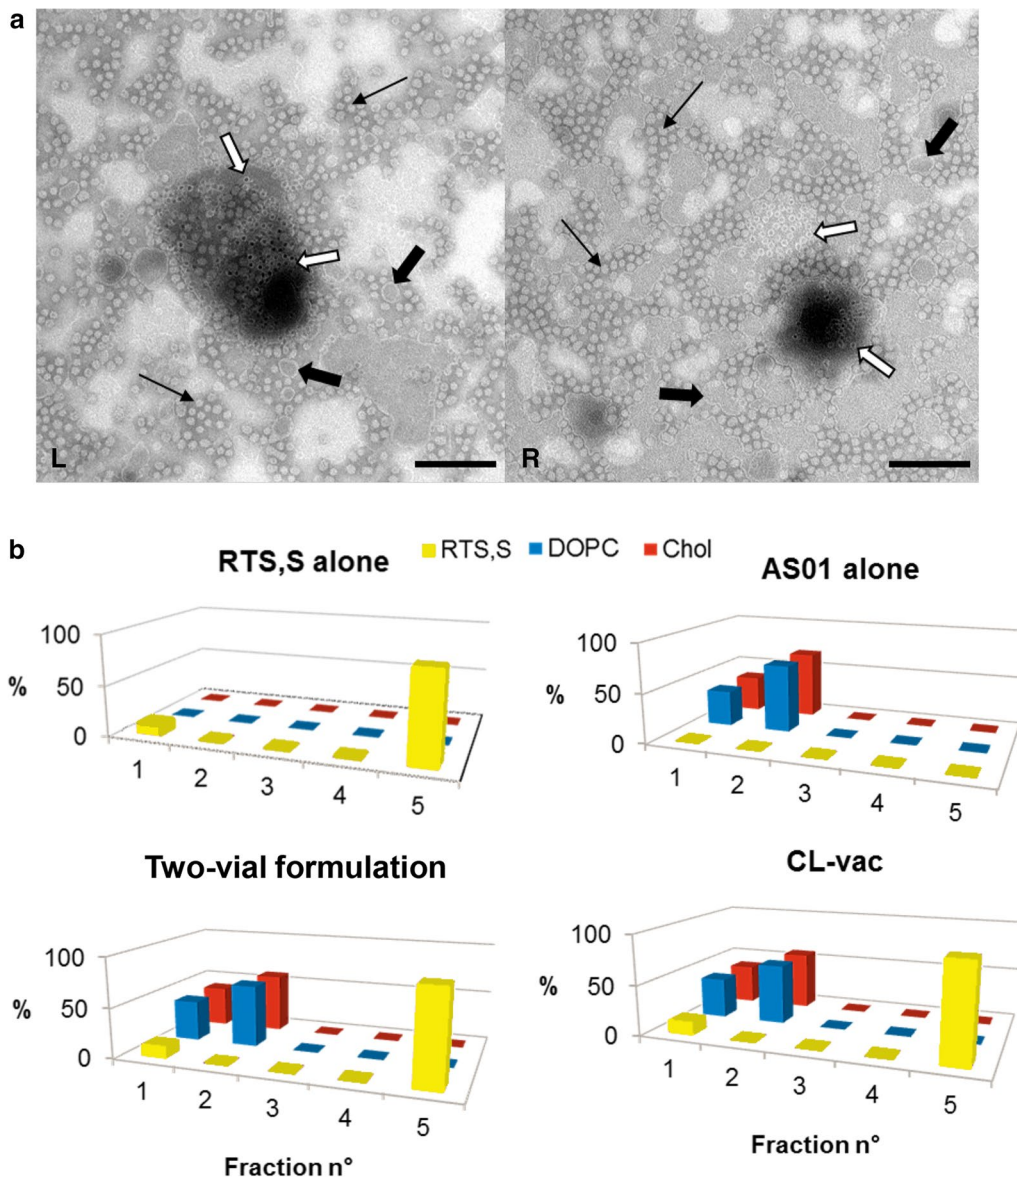 a
L
R
b
RTS,S DOPC Chol
RTS,S alone
AS01 alone
100
50
0
%
1 2 3 4 5
100
50
0
%
1 2 3 4 5
Two-vial formulation
CL-vac
100
50
0
%
1 2 3 4 5
Fraction n°
100
50
0
%
1 2 3 4 5
Fraction n°